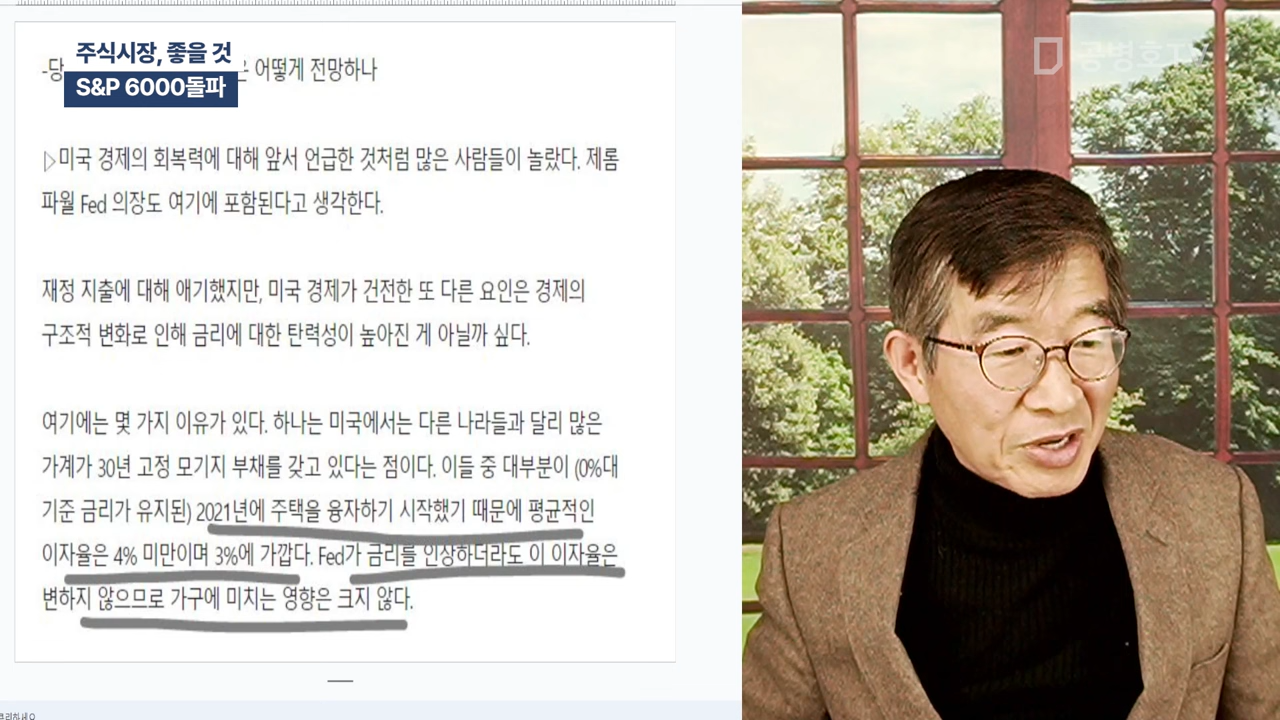 주식시장, 좋을 것
S&P 6000돌파
공병호TV
-당 어떻게 전망하나
▷미국 경제의 회복력에 대해 앞서 언급한 것처럼 많은 사람들이 놀랐다. 제롬
파월 Fed 의장도 여기에 포함된다고 생각한다.
재정 지출에 대해 얘기했지만, 미국 경제가 건전한 또 다른 요인은 경제의
구조적 변화로 인해 금리에 대한 탄력성이 높아진 게 아닐까 싶다.
여기에는 몇 가지 이유가 있다. 하나는 미국에서는 다른 나라들과 달리 많은
가계가 30년 고정 모기지 부채를 갖고 있다는 점이다. 이들 중 대부분이 (0%대
기준 금리가 유지된) 2021년에 주택을 융자하기 시작했기 때문에 평균적인
이자율은 4% 미만이며 3%에 가깝다. Fed가 금리를 인상하더라도 이 이자율은
변하지 않으므로 가구에 미치는 영향은 크지 않다.